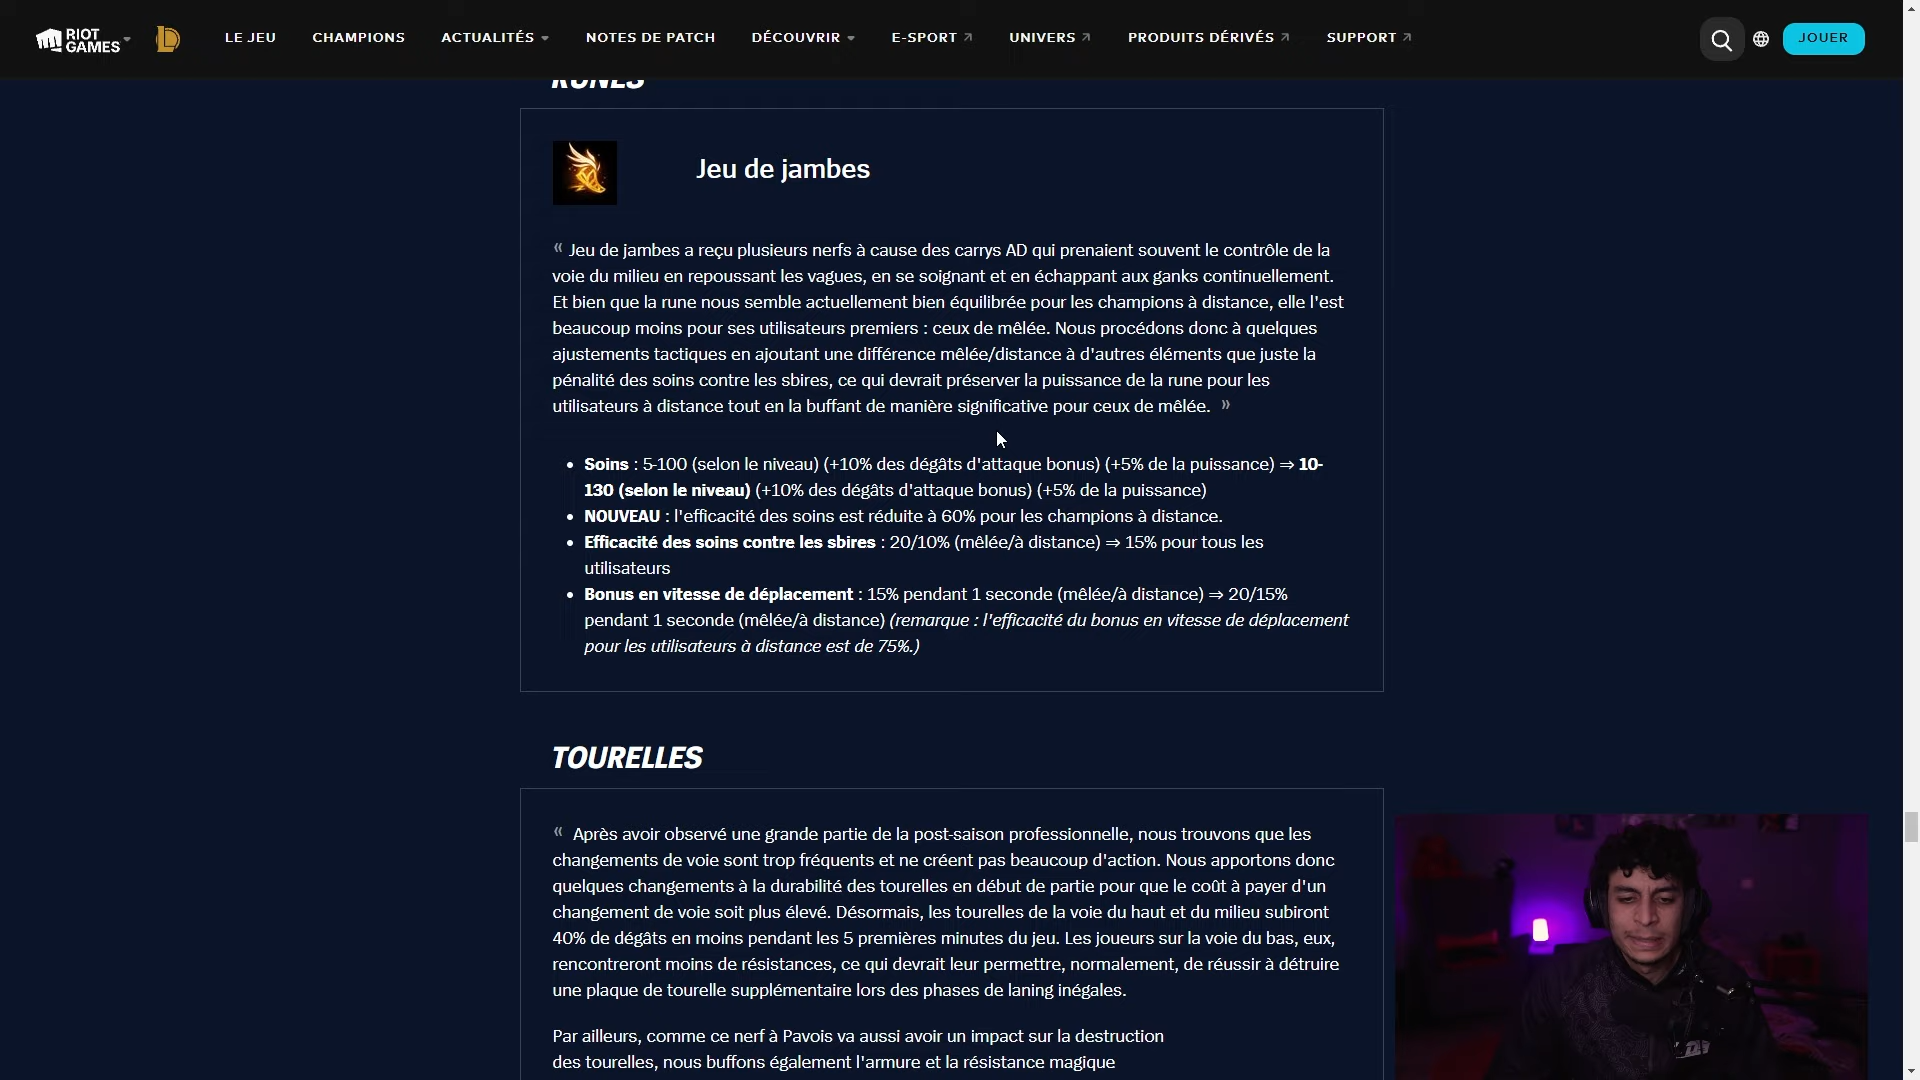 RIOT GAMES
LE JEU
CHAMPIONS
ACTUALITÉS
NOTES DE PATCH
DÉCOUVRIR
E-SPORT
UNIVERS
PRODUITS DÉRIVÉS
SUPPORT
JOUER
RUNES
Jeu de jambes
« Jeu de jambes a reçu plusieurs nerfs à cause des carrys AD qui prenaient souvent le contrôle de la
voie du milieu en repoussant les vagues, en se soignant et en échappant aux ganks continuellement.
Et bien que la rune nous semble actuellement bien équilibrée pour les champions à distance, elle l'est
beaucoup moins pour ses utilisateurs premiers : ceux de mêlée. Nous procédons donc à quelques
ajustements tactiques en ajoutant une différence mêlée/distance à d'autres éléments que juste la
pénalité des soins contre les sbires, ce qui devrait préserver la puissance de la rune pour les
utilisateurs à distance tout en la buffant de manière significative pour ceux de mêlée. »
• Soins : 5-100 (selon le niveau) (+10% des dégâts d'attaque bonus) (+5% de la puissance) ⇒ 10-
130 (selon le niveau) (+10% des dégâts d'attaque bonus) (+5% de la puissance)
• NOUVEAU : l'efficacité des soins est réduite à 60% pour les champions à distance.
• Efficacité des soins contre les sbires : 20/10% (mêlée/à distance) ⇒ 15% pour tous les
utilisateurs
• Bonus en vitesse de déplacement : 15% pendant 1 seconde (mêlée/à distance) ⇒ 20/15%
pendant 1 seconde (mêlée/à distance) (remarque : l'efficacité du bonus en vitesse de déplacement
pour les utilisateurs à distance est de 75%.)
TOURELLES
« Après avoir observé une grande partie de la post-saison professionnelle, nous trouvons que les
changements de voie sont trop fréquents et ne créent pas beaucoup d'action. Nous apportons donc
quelques changements à la durabilité des tourelles en début de partie pour que le coût à payer d'un
changement de voie soit plus élevé. Désormais, les tourelles de la voie du haut et du milieu subiront
40% de dégâts en moins pendant les 5 premières minutes du jeu. Les joueurs sur la voie du bas, eux,
rencontreront moins de résistances, ce qui devrait leur permettre, normalement, de réussir à détruire
une plaque de tourelle supplémentaire lors des phases de laning inégales.
Par ailleurs, comme ce nerf à Pavois va aussi avoir un impact sur la destruction
des tourelles, nous buffons également l'armure et la résistance magique